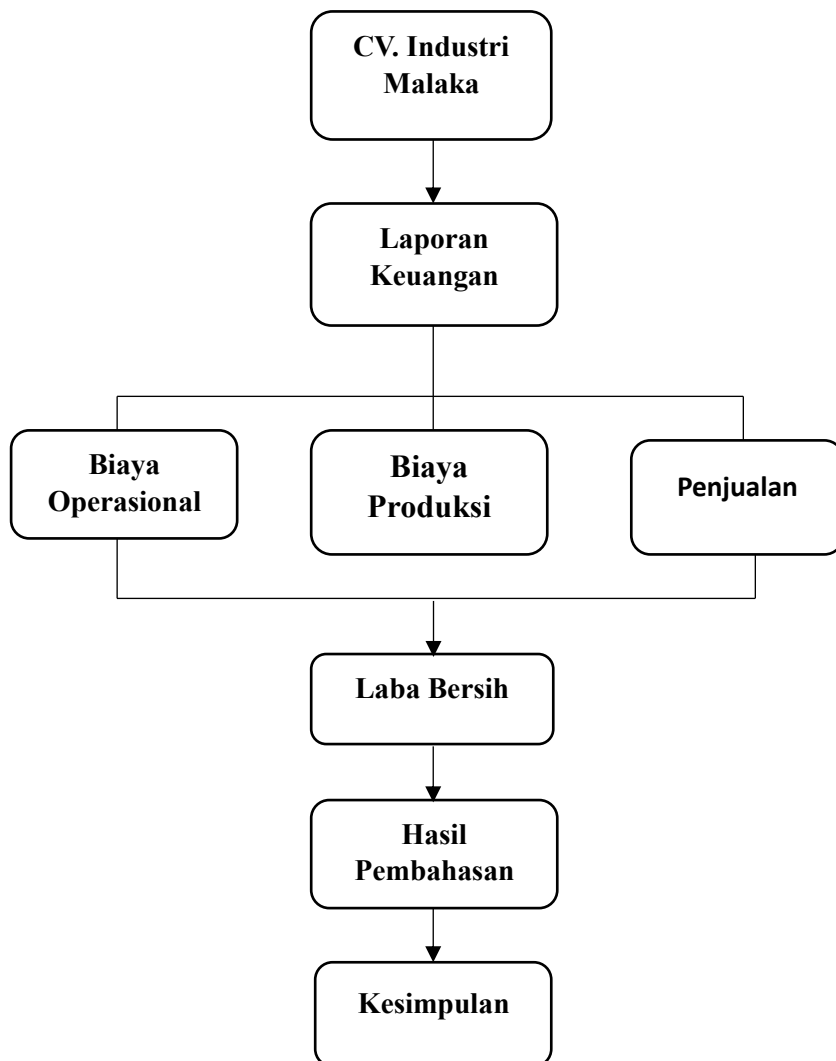 CV. Industri
Malaka
Laporan
Keuangan
Biaya
Operasional
Biaya
Produksi
Penjualan
Laba Bersih
Hasil
Pembahasan
Kesimpulan